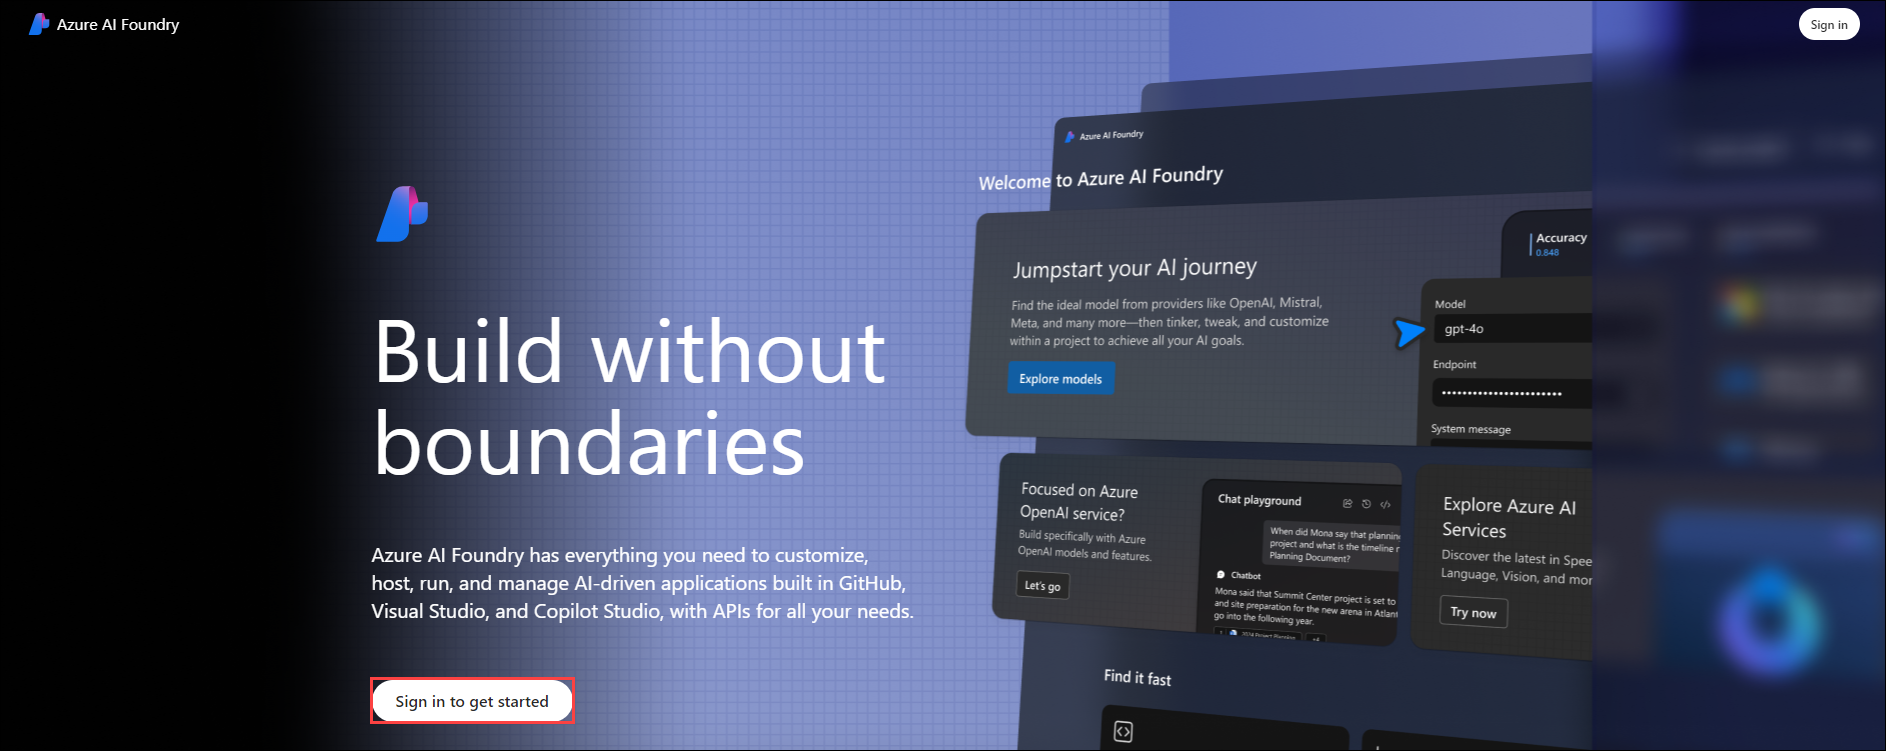 Azure AI Foundry
Sign in
Build without
boundaries
Azure AI Foundry has everything you need to customize,
host, run, and manage AI-driven applications built in GitHub,
Visual Studio, and Copilot Studio, with APIs for all your needs.
Sign in to get started
Azure AI Foundry
Welcome to Azure AI Foundry
Jumpstart your AI journey
Find the ideal model from providers like OpenAI, Mistral,
Meta, and many more—then tinker, tweak, and customize
within a project to achieve all your AI goals.
Explore models
Accuracy
0.848
Model
gpt-4o
Endpoint
System message
Focused on Azure
OpenAI service?
Build specifically with Azure
OpenAI models and features.
Let's go
Chat playground
When did Mona say that planning
project and what is the timeline
Planning Document?
Chatbot
Mona said that Summit Center project is set to
and site preparation for the new arena in Atlant
go into the following year.
2024 Project Planning
+4
Explore Azure AI
Services
Discover the latest in Spee
Language, Vision, and mor
Try now
Find it fast